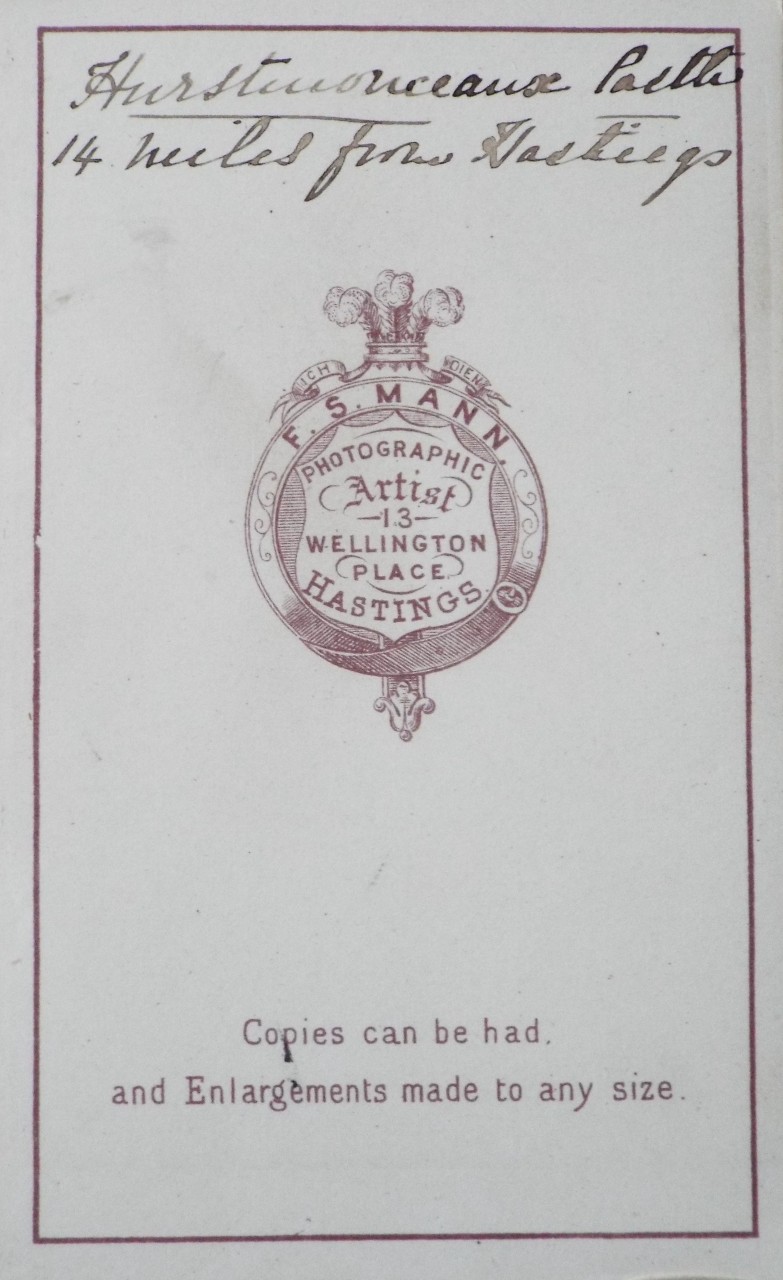 Hurstmonceaux Castle
14 miles from Hastings
ICH DIEN
F. S. MANN.
PHOTOGRAPHIC
Artist
—13—
WELLINGTON
PLACE
HASTINGS.
Copies can be had.
and Enlargements made to any size.